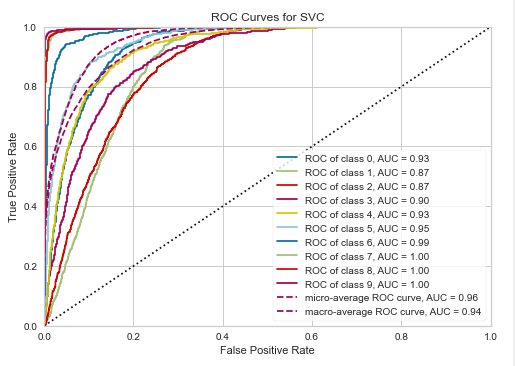 ROC Curves for SVC
1.0
0.8
0.6
0.4
0.2
0.0
True Positive Rate
ROC of class 0, AUC = 0.93
ROC of class 1, AUC = 0.87
ROC of class 2, AUC = 0.87
ROC of class 3, AUC = 0.90
ROC of class 4, AUC = 0.93
ROC of class 5, AUC = 0.95
ROC of class 6, AUC = 0.99
ROC of class 7, AUC = 1.00
ROC of class 8, AUC = 1.00
ROC of class 9, AUC = 1.00
micro-average ROC curve, AUC = 0.96
macro-average ROC curve, AUC = 0.94
0.0 0.2 0.4 0.6 0.8 1.0
False Positive Rate